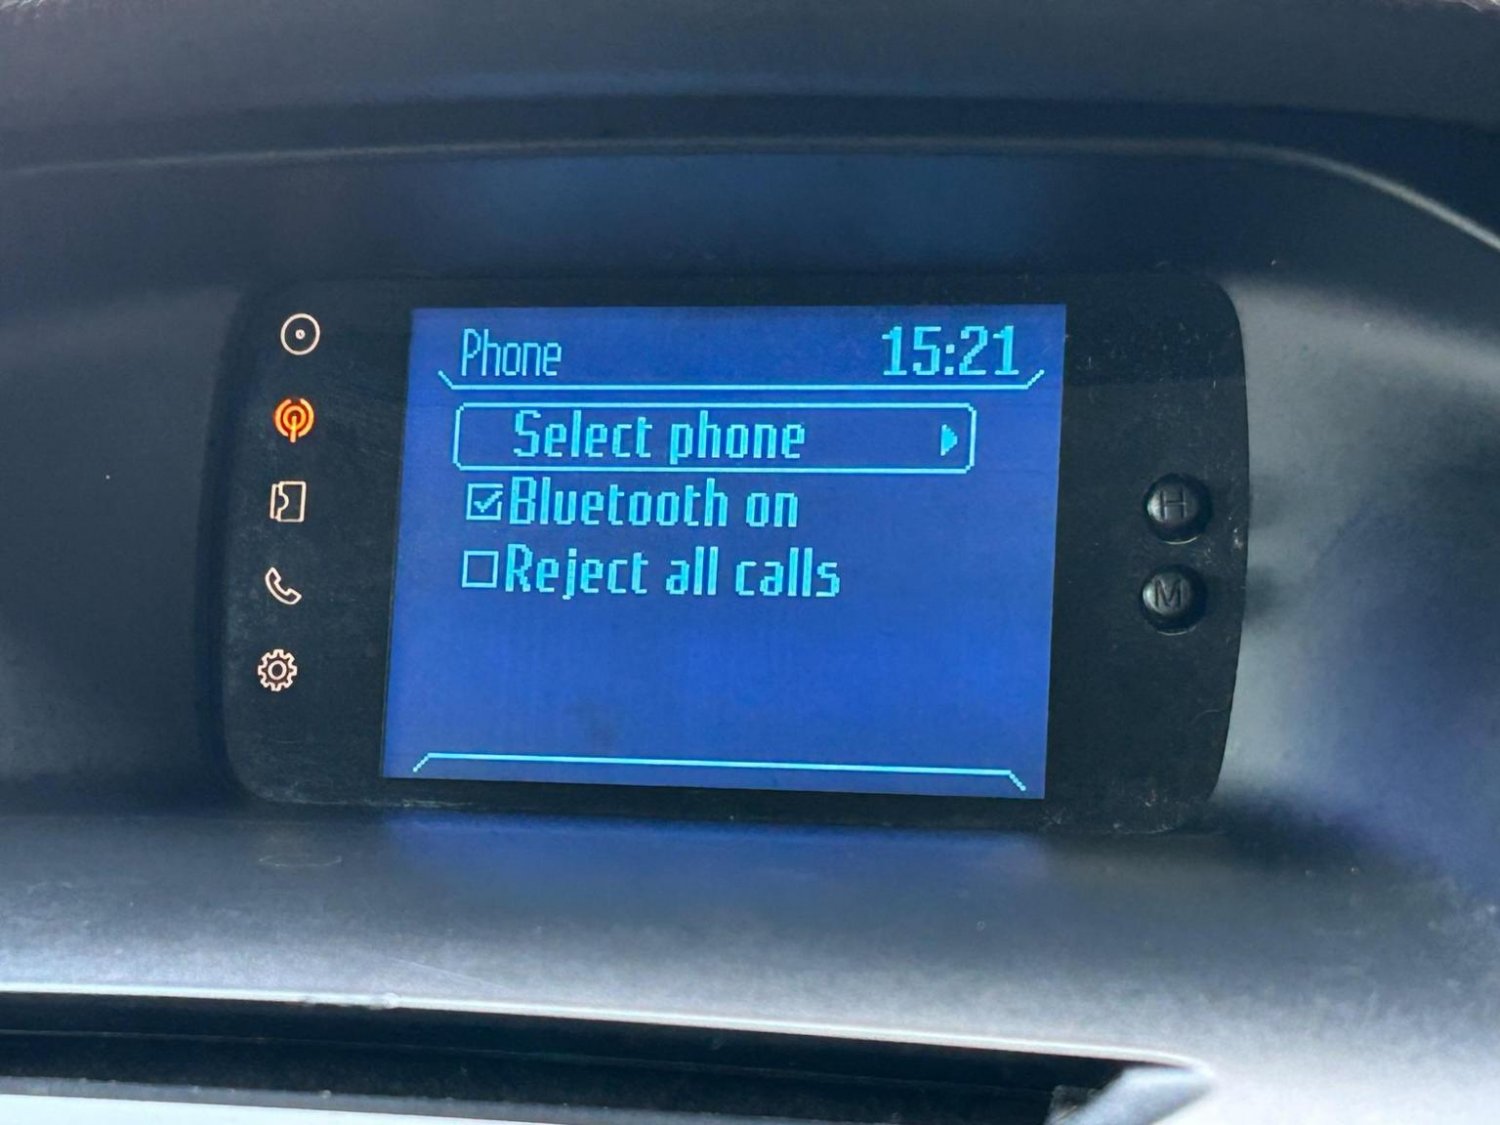 Phone 15:21
Select phone
Bluetooth on
Reject all calls
H
M